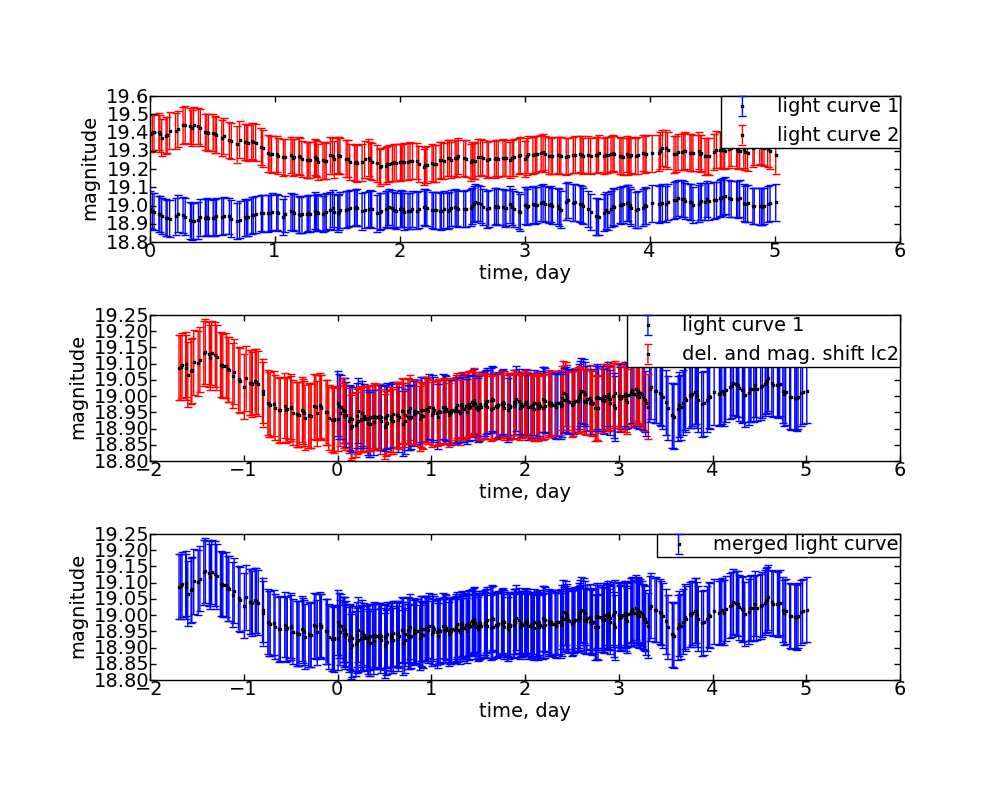 19.6
19.5
19.4
19.3
19.2
19.1
19.0
18.9
18.8
magnitude
light curve 1
light curve 2
0 1 2 3 4 5 6
time, day
19.25
19.20
19.15
19.10
19.05
19.00
18.95
18.90
18.85
18.80
magnitude
light curve 1
del. and mag. shift lc2
−2 −1 0 1 2 3 4 5 6
time, day
19.25
19.20
19.15
19.10
19.05
19.00
18.95
18.90
18.85
18.80
magnitude
merged light curve
−2 −1 0 1 2 3 4 5 6
time, day